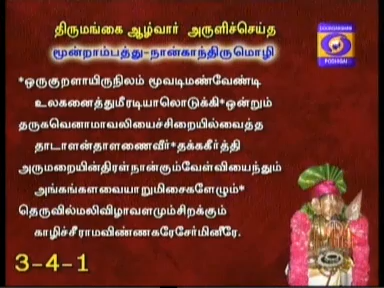 திருமங்கை ஆழ்வார் அருளிச்செய்த
மூன்றாம்பத்து-நான்காந்திருமொழி
*ஒருகுறளாயிருநிலம் மூவடிமண்வேண்டி
உலகனைத்துமீரடியாலொடுக்கி*ஒன்றும்
தருகவெனாமாவலியைச்சிறையில்வைத்த
தாடாளன்தாளணைவீர்*தக்ககீர்த்தி
அருமறையின்திரள்நான்கும்வேள்வியைந்தும்
அங்கங்களவையாறுமிசைகளேழும்*
தெருவில்மலிவிழாவளமும்சிறக்கும்
காழிச்சீராமவிண்ணகரேசேர்மினீரே.
3-4-1
DOORDARSHAN
PODHIGAI